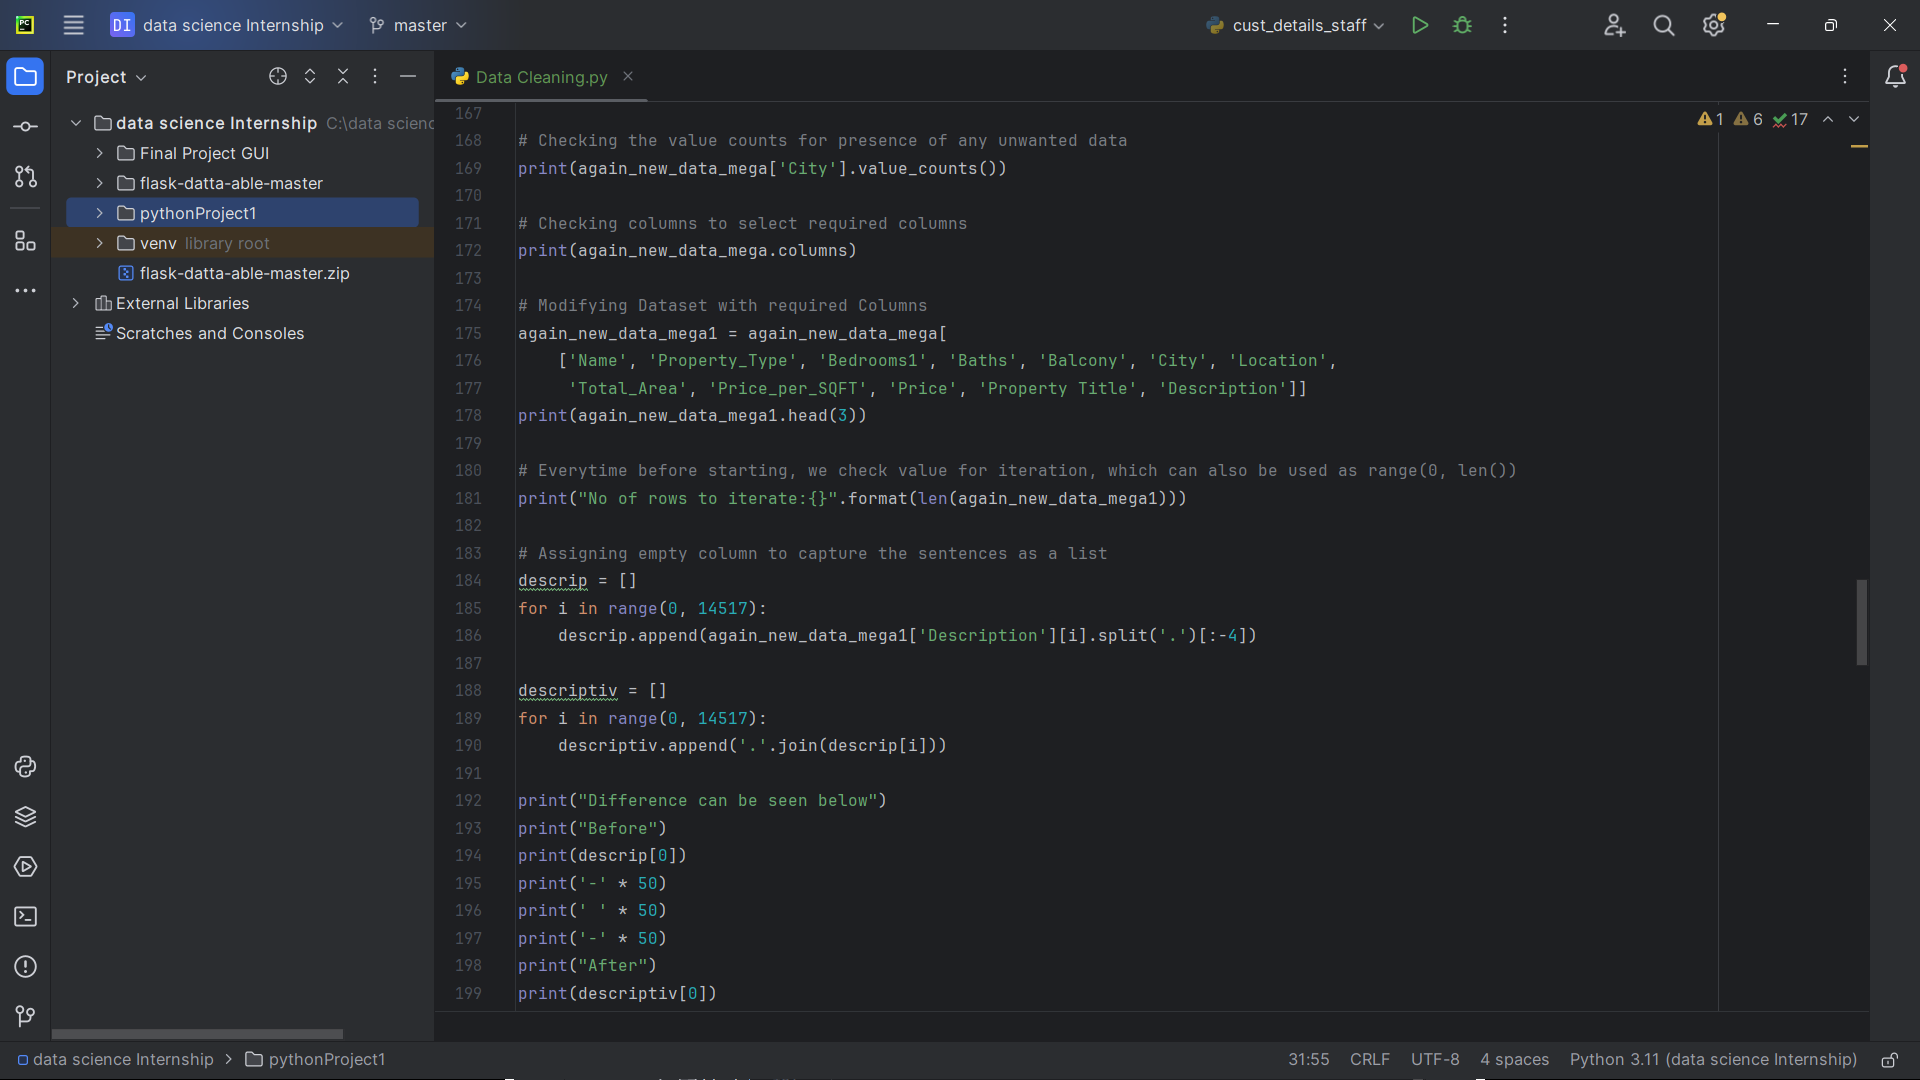 DI data science Internship master cust_details_staff
Project
Data Cleaning.py
data science Internship C:\data scienc
Final Project GUI
flask-datta-able-master
pythonProject1
venv library root
flask-datta-able-master.zip
External Libraries
Scratches and Consoles
1 6 17
167
168 # Checking the value counts for presence of any unwanted data
169 print(again_new_data_mega['City'].value_counts())
170
171 # Checking columns to select required columns
172 print(again_new_data_mega.columns)
173
174 # Modifying Dataset with required Columns
175 again_new_data_mega1 = again_new_data_mega[
176     ['Name', 'Property_Type', 'Bedrooms1', 'Baths', 'Balcony', 'City', 'Location',
177      'Total_Area', 'Price_per_SQFT', 'Price', 'Property Title', 'Description']]
178 print(again_new_data_mega1.head(3))
179
180 # Everytime before starting, we check value for iteration, which can also be used as range(0, len())
181 print("No of rows to iterate:{}".format(len(again_new_data_mega1)))
182
183 # Assigning empty column to capture the sentences as a list
184 descrip = []
185 for i in range(0, 14517):
186     descrip.append(again_new_data_mega1['Description'][i].split('.')[:-4])
187
188 descriptiv = []
189 for i in range(0, 14517):
190     descriptiv.append('.'.join(descrip[i]))
191
192 print("Difference can be seen below")
193 print("Before")
194 print(descrip[0])
195 print('-' * 50)
196 print(' ' * 50)
197 print('-' * 50)
198 print("After")
199 print(descriptiv[0])
data science Internship > pythonProject1
31:55 CRLF UTF-8 4 spaces Python 3.11 (data science Internship)